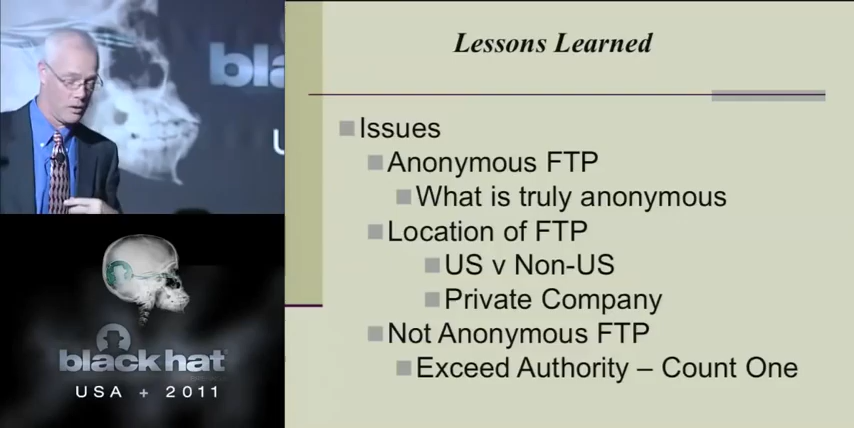 bla
U
black hat
USA + 2011
Lessons Learned
Issues
Anonymous FTP
What is truly anonymous
Location of FTP
US v Non-US
Private Company
Not Anonymous FTP
Exceed Authority – Count One